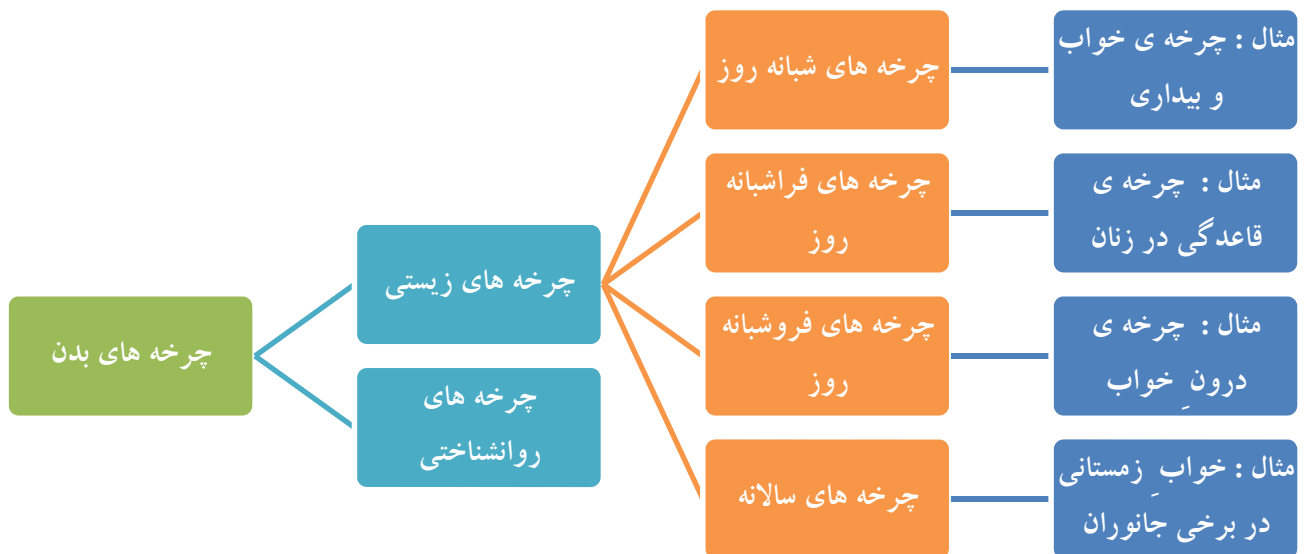 چرخه های بدن
چرخه های زیستی
چرخه های
روانشناختی
چرخه های شبانه روز
مثال : چرخه ی خواب
و بیداری
چرخه های فراشبانه
روز
مثال : چرخه ی
قاعدگی در زنان
چرخه های فروشبانه
روز
مثال : چرخه ی
درونِ خواب
چرخه های سالانه
مثال : خوابِ زمستانی
در برخی جانوران